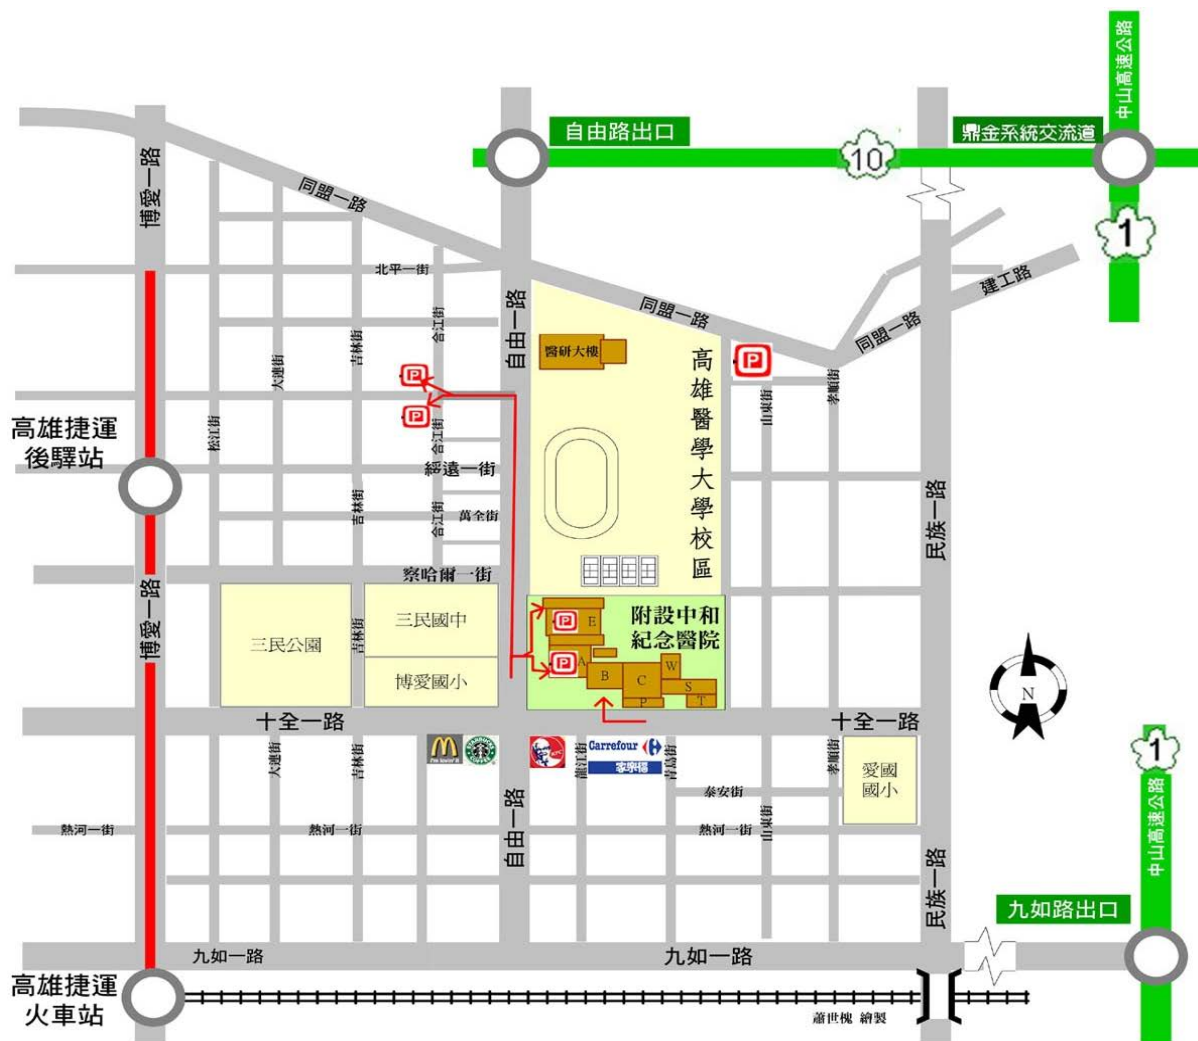 中山高速公路
自由路出口
10
鼎金系統交流道
1
博愛一路
同盟一路
北平一街
自由一路
同盟一路
建工路
同盟一路
合江街
吉林街
大連街
醫研大樓
高雄醫學大學校區
P
P
P
孝順街
山東街
松江街
合江街
高雄捷運
後驛站
綏遠一街
民族一路
吉林街
合江街
萬全街
察哈爾一街
博愛一路
三民公園
吉林街
三民國中
博愛國小
附設中和
紀念醫院
P
E
P
A
B
C
W
S
T
P
N
十全一路
十全一路
大連街
吉林街
M
i'm lovin' it
STARBUCKS
COFFEE
KFC
龍江街
Carrefour
家樂福
青島街
孝順街
愛國
國小
1
中山高速公路
泰安街
山東街
熱河一街
熱河一街
熱河一街
自由一路
民族一路
九如路出口
九如一路
九如一路
高雄捷運
火車站
蕭世槐 繪製